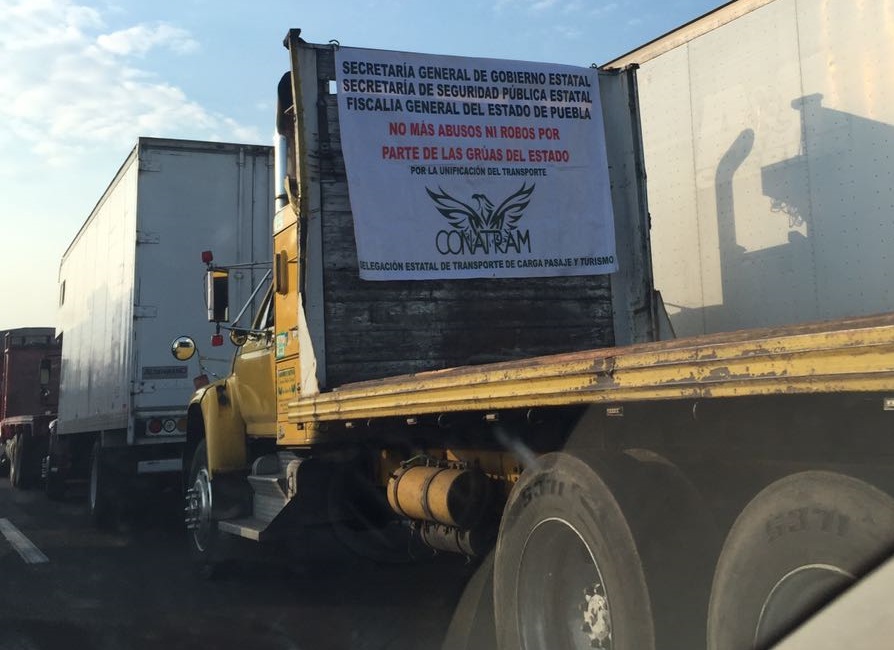 SECRETARÍA GENERAL DE GOBIERNO ESTATAL
SECRETARÍA DE SEGURIDAD PÚBLICA ESTATAL
FISCALIA GENERAL DEL ESTADO DE PUEBLA
NO MÁS ABUSOS NI ROBOS POR
PARTE DE LAS GRÚAS DEL ESTADO
POR LA UNIFICACIÓN DEL TRANSPORTE
CONATRAM
DELEGACIÓN ESTATAL DE TRANSPORTE DE CARGA PASAJE Y TURISMO